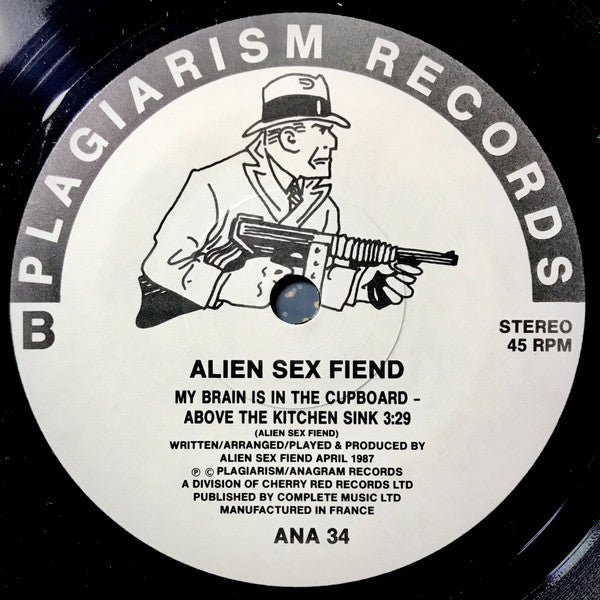 PLAGIARISM RECORDS
B
STEREO
45 RPM
ALIEN SEX FIEND
MY BRAIN IS IN THE CUPBOARD –
ABOVE THE KITCHEN SINK 3:29
(ALIEN SEX FIEND)
WRITTEN/ARRANGED/PLAYED & PRODUCED BY
ALIEN SEX FIEND APRIL 1987
℗ © PLAGIARISM/ANAGRAM RECORDS
A DIVISION OF CHERRY RED RECORDS LTD
PUBLISHED BY COMPLETE MUSIC LTD
MANUFACTURED IN FRANCE
ANA 34